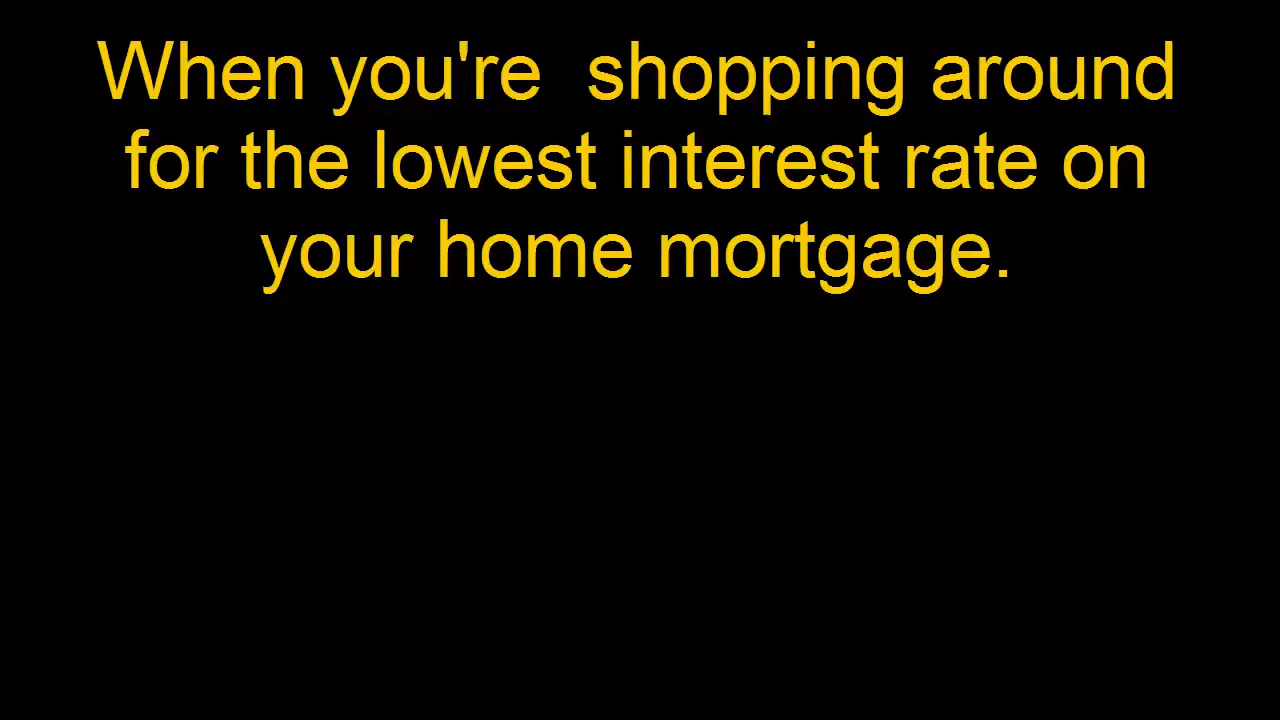 When you're  shopping around
for the lowest interest rate on
your home mortgage.